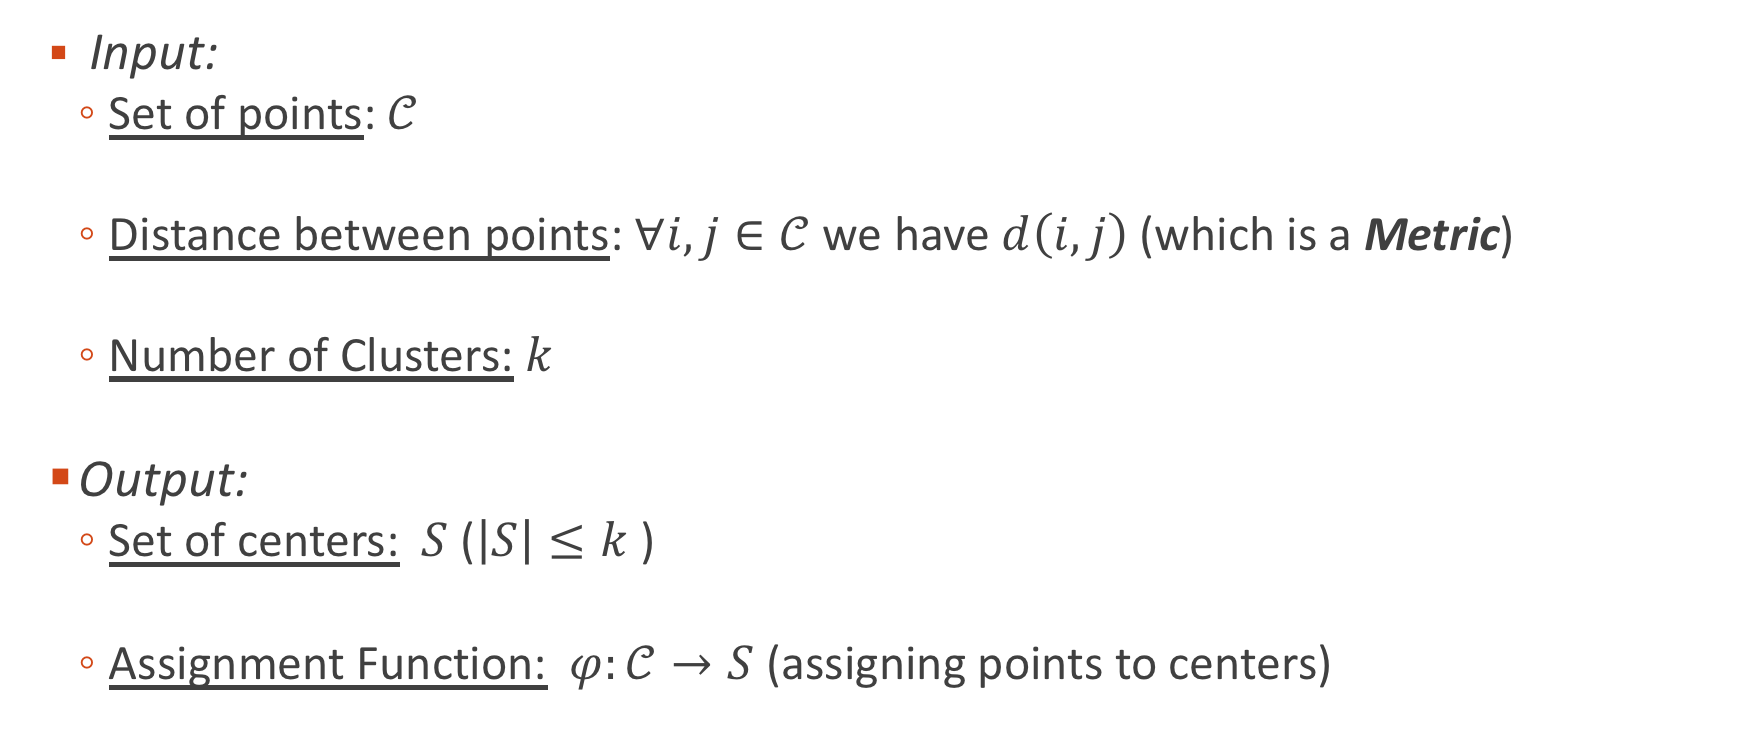 ▪ Input:
◦ Set of points: 𝒞
◦ Distance between points: ∀i, j ∈ 𝒞 we have d(i, j) (which is a Metric)
◦ Number of Clusters: k
▪ Output:
◦ Set of centers: S (|S| ≤ k )
◦ Assignment Function: φ: 𝒞 → S (assigning points to centers)